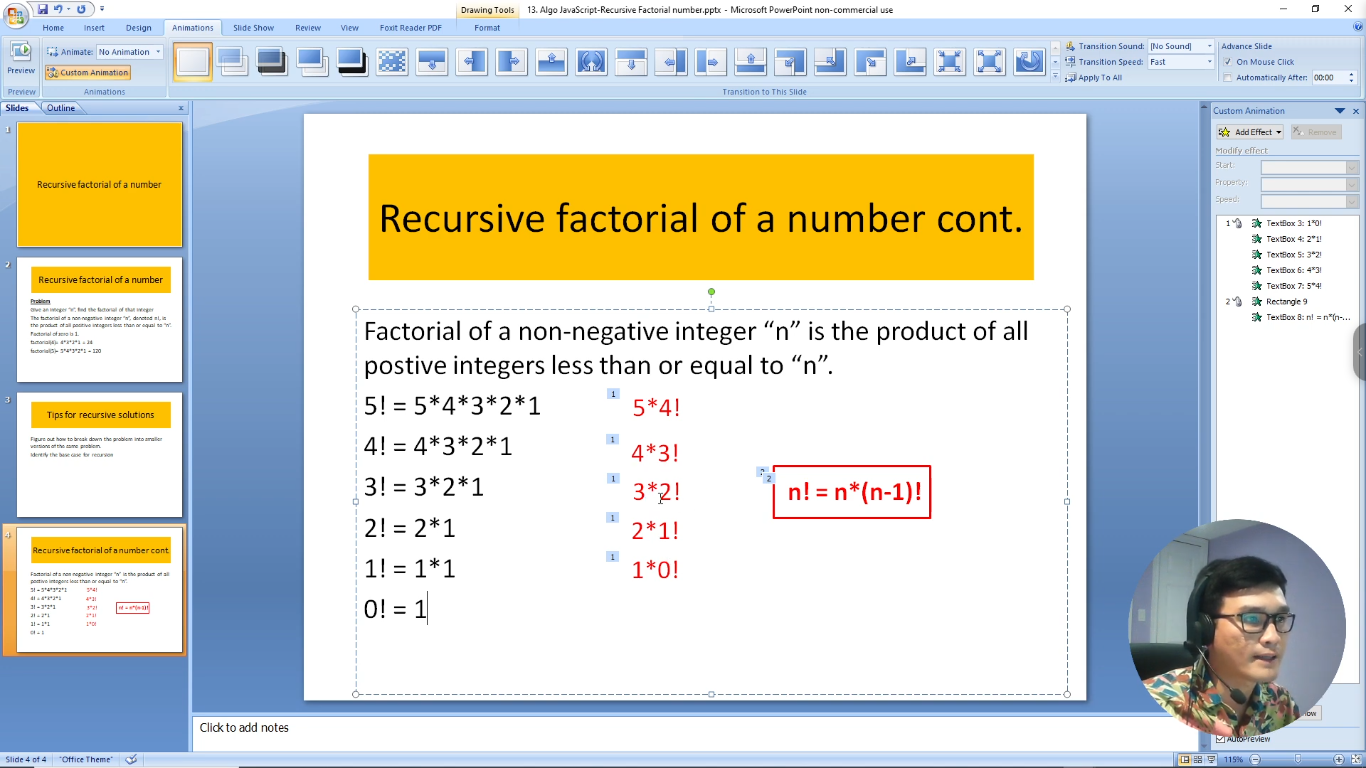 Drawing Tools
13. Algo JavaScript-Recursive Factorial number.pptx - Microsoft PowerPoint non-commercial use
Home Insert Design Animations Slide Show Review View Foxit Reader PDF Format
Preview
Animate: No Animation
Custom Animation
Preview Animations
Transition to This Slide
Transition Sound: [No Sound]
Transition Speed: Fast
Apply To All
Advance Slide
On Mouse Click
Automatically After: 00:00
Slides Outline
1
Recursive factorial of a number
2
Recursive factorial of a number
Problem
Give an integer “n”, find the factorial of that integer
The factorial of a non negative integer “n”, denoted n!, is
the product of all positive integers less than or equal to “n”.
Factorial of zero is 1.
factorial(4)= 4*3*2*1 = 24
factorial(5)= 5*4*3*2*1 = 120
3
Tips for recursive solutions
Figure out how to break down the problem into smaller
versions of the same problem.
Identify the base case for recursion
4
Recursive factorial of a number cont.
Factorial of a non-negative integer “n” is the product of all
postive integers less than or equal to “n”.
5! = 5*4*3*2*1 5*4!
4! = 4*3*2*1 4*3!
3! = 3*2*1 3*2!
n! = n*(n-1)!
2! = 2*1 2*1!
1! = 1*1 1*0!
0! = 1
Recursive factorial of a number cont.
Factorial of a non-negative integer “n” is the product of all
postive integers less than or equal to “n”.
1
5! = 5*4*3*2*1 5*4!
1
4! = 4*3*2*1 4*3!
1
3! = 3*2*1 3*2!
2
n! = n*(n-1)!
1
2! = 2*1 2*1!
1
1! = 1*1 1*0!
0! = 1
Click to add notes
Custom Animation
Add Effect Remove
Modify effect
Start:
Property:
Speed:
1 TextBox 3: 1*0!
TextBox 4: 2*1!
TextBox 5: 3*2!
TextBox 6: 4*3!
TextBox 7: 5*4!
2 Rectangle 9
TextBox 8: n! = n*(n-...
AutoPreview
Slide 4 of 4 "Office Theme" 115%